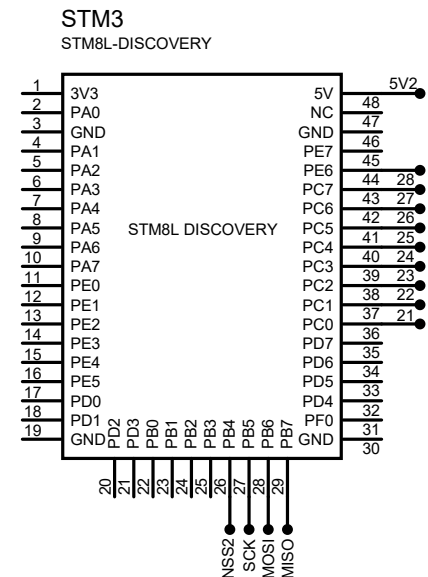 STM3
STM8L-DISCOVERY
1 3V3 5V 48 5V2
2 PA0 NC 47
3 GND GND 46
4 PA1 PE7 45
5 PA2 PE6 44
6 PA3 PC7 43 28
7 PA4 PC6 42 27
8 PA5 STM8L DISCOVERY PC5 41 26
9 PA6 PC4 40 25
10 PA7 PC3 39 24
11 PE0 PC2 38 23
12 PE1 PC1 37 22
13 PE2 PC0 36 21
14 PE3 PD7 35
15 PE4 PD6 34
16 PE5 PD5 33
17 PD0 PD4 32
18 PD1 PF0 31
19 GND GND 30
PD2 PD3 PB0 PB1 PB2 PB3 PB4 PB5 PB6 PB7
20 21 22 23 24 25 26 27 28 29
NSS2 SCK MOSI MISO